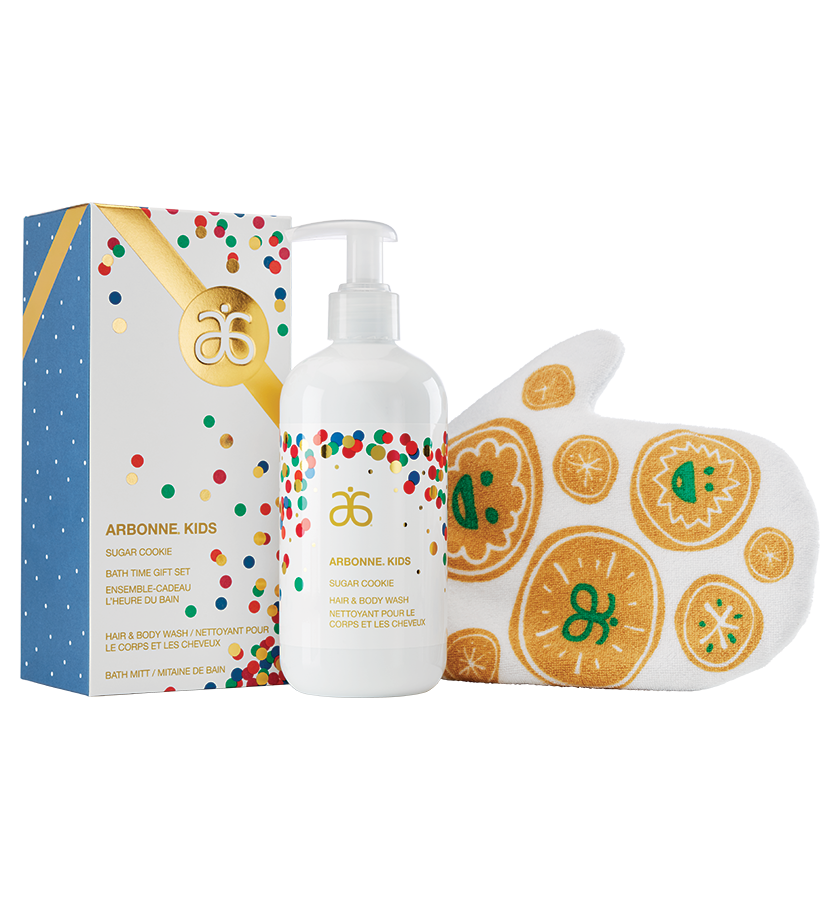 ARBONNE. KIDS
SUGAR COOKIE
BATH TIME GIFT SET
ENSEMBLE-CADEAU
L'HEURE DU BAIN
HAIR & BODY WASH / NETTOYANT POUR
LE CORPS ET LES CHEVEUX
BATH MITT / MITAINE DE BAIN
ARBONNE. KIDS
SUGAR COOKIE
HAIR & BODY WASH
NETTOYANT POUR LE
CORPS ET LES CHEVEUX